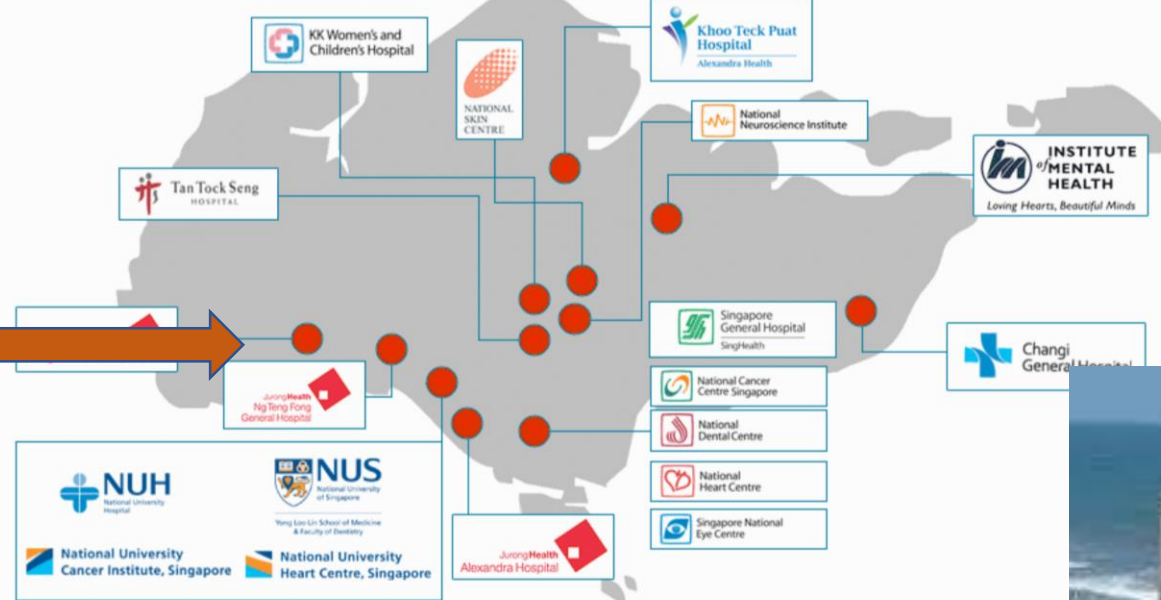 KK Women's and
Children's Hospital
NATIONAL
SKIN
CENTRE
Khoo Teck Puat
Hospital
Alexandra Health
National
Neuroscience Institute
INSTITUTE
of MENTAL
HEALTH
Loving Hearts, Beautiful Minds
Tan Tock Seng
HOSPITAL
Singapore
General Hospital
SingHealth
Changi
General Hospital
National Cancer
Centre Singapore
National
Dental Centre
National
Heart Centre
Singapore National
Eye Centre
JurongHealth
Ng Teng Fong
General Hospital
NUH
National University
Hospital
NUS
National University
of Singapore
Yong Loo Lin School of Medicine
& Faculty of Dentistry
National University
Cancer Institute, Singapore
National University
Heart Centre, Singapore
JurongHealth
Alexandra Hospital